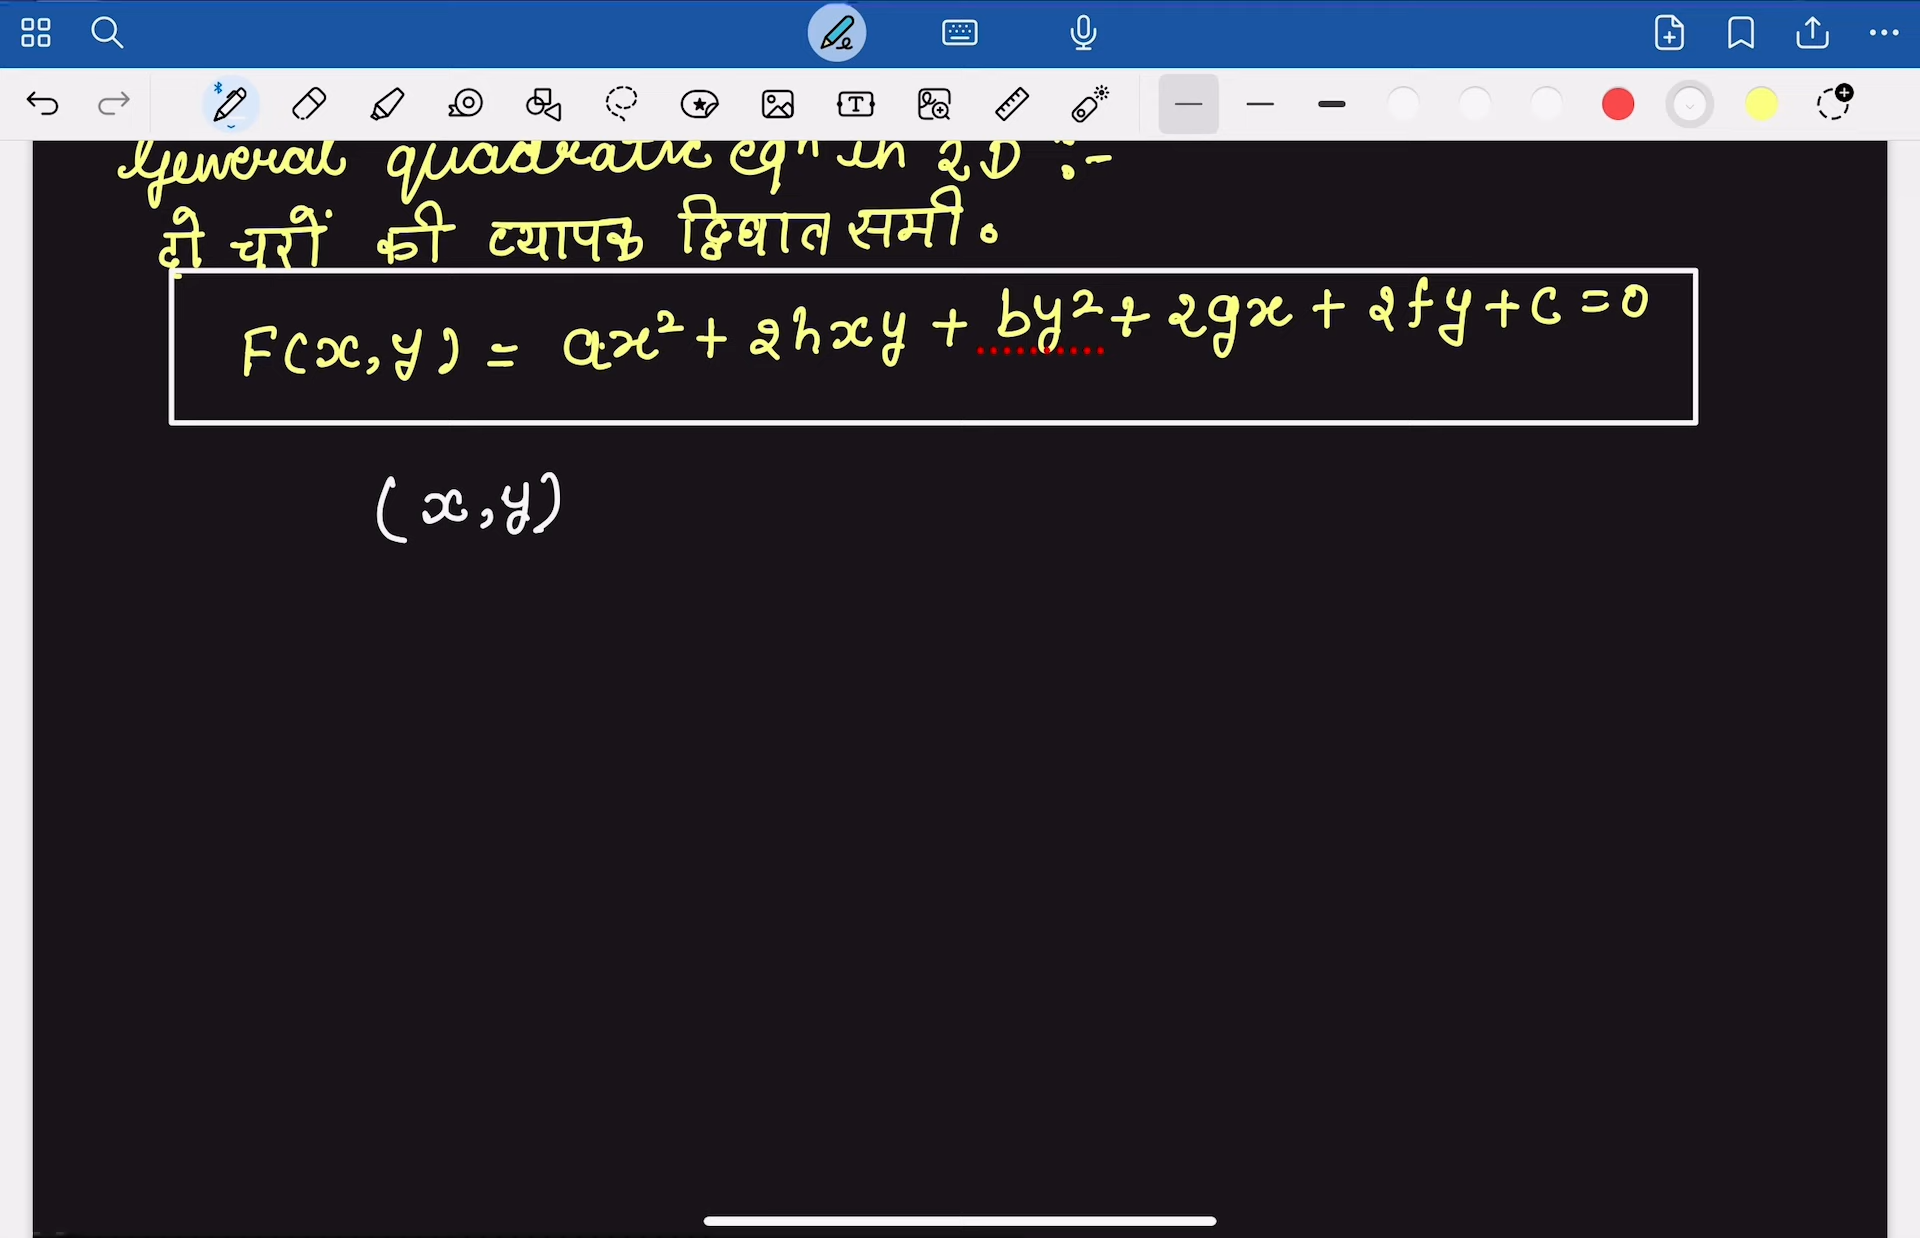 General quadratic eqⁿ in 2D :-
दो चरों की व्यापक द्विघात समी.
F(x,y) = ax² + 2hxy + by² + 2gx + 2fy + c = 0
(x,y)